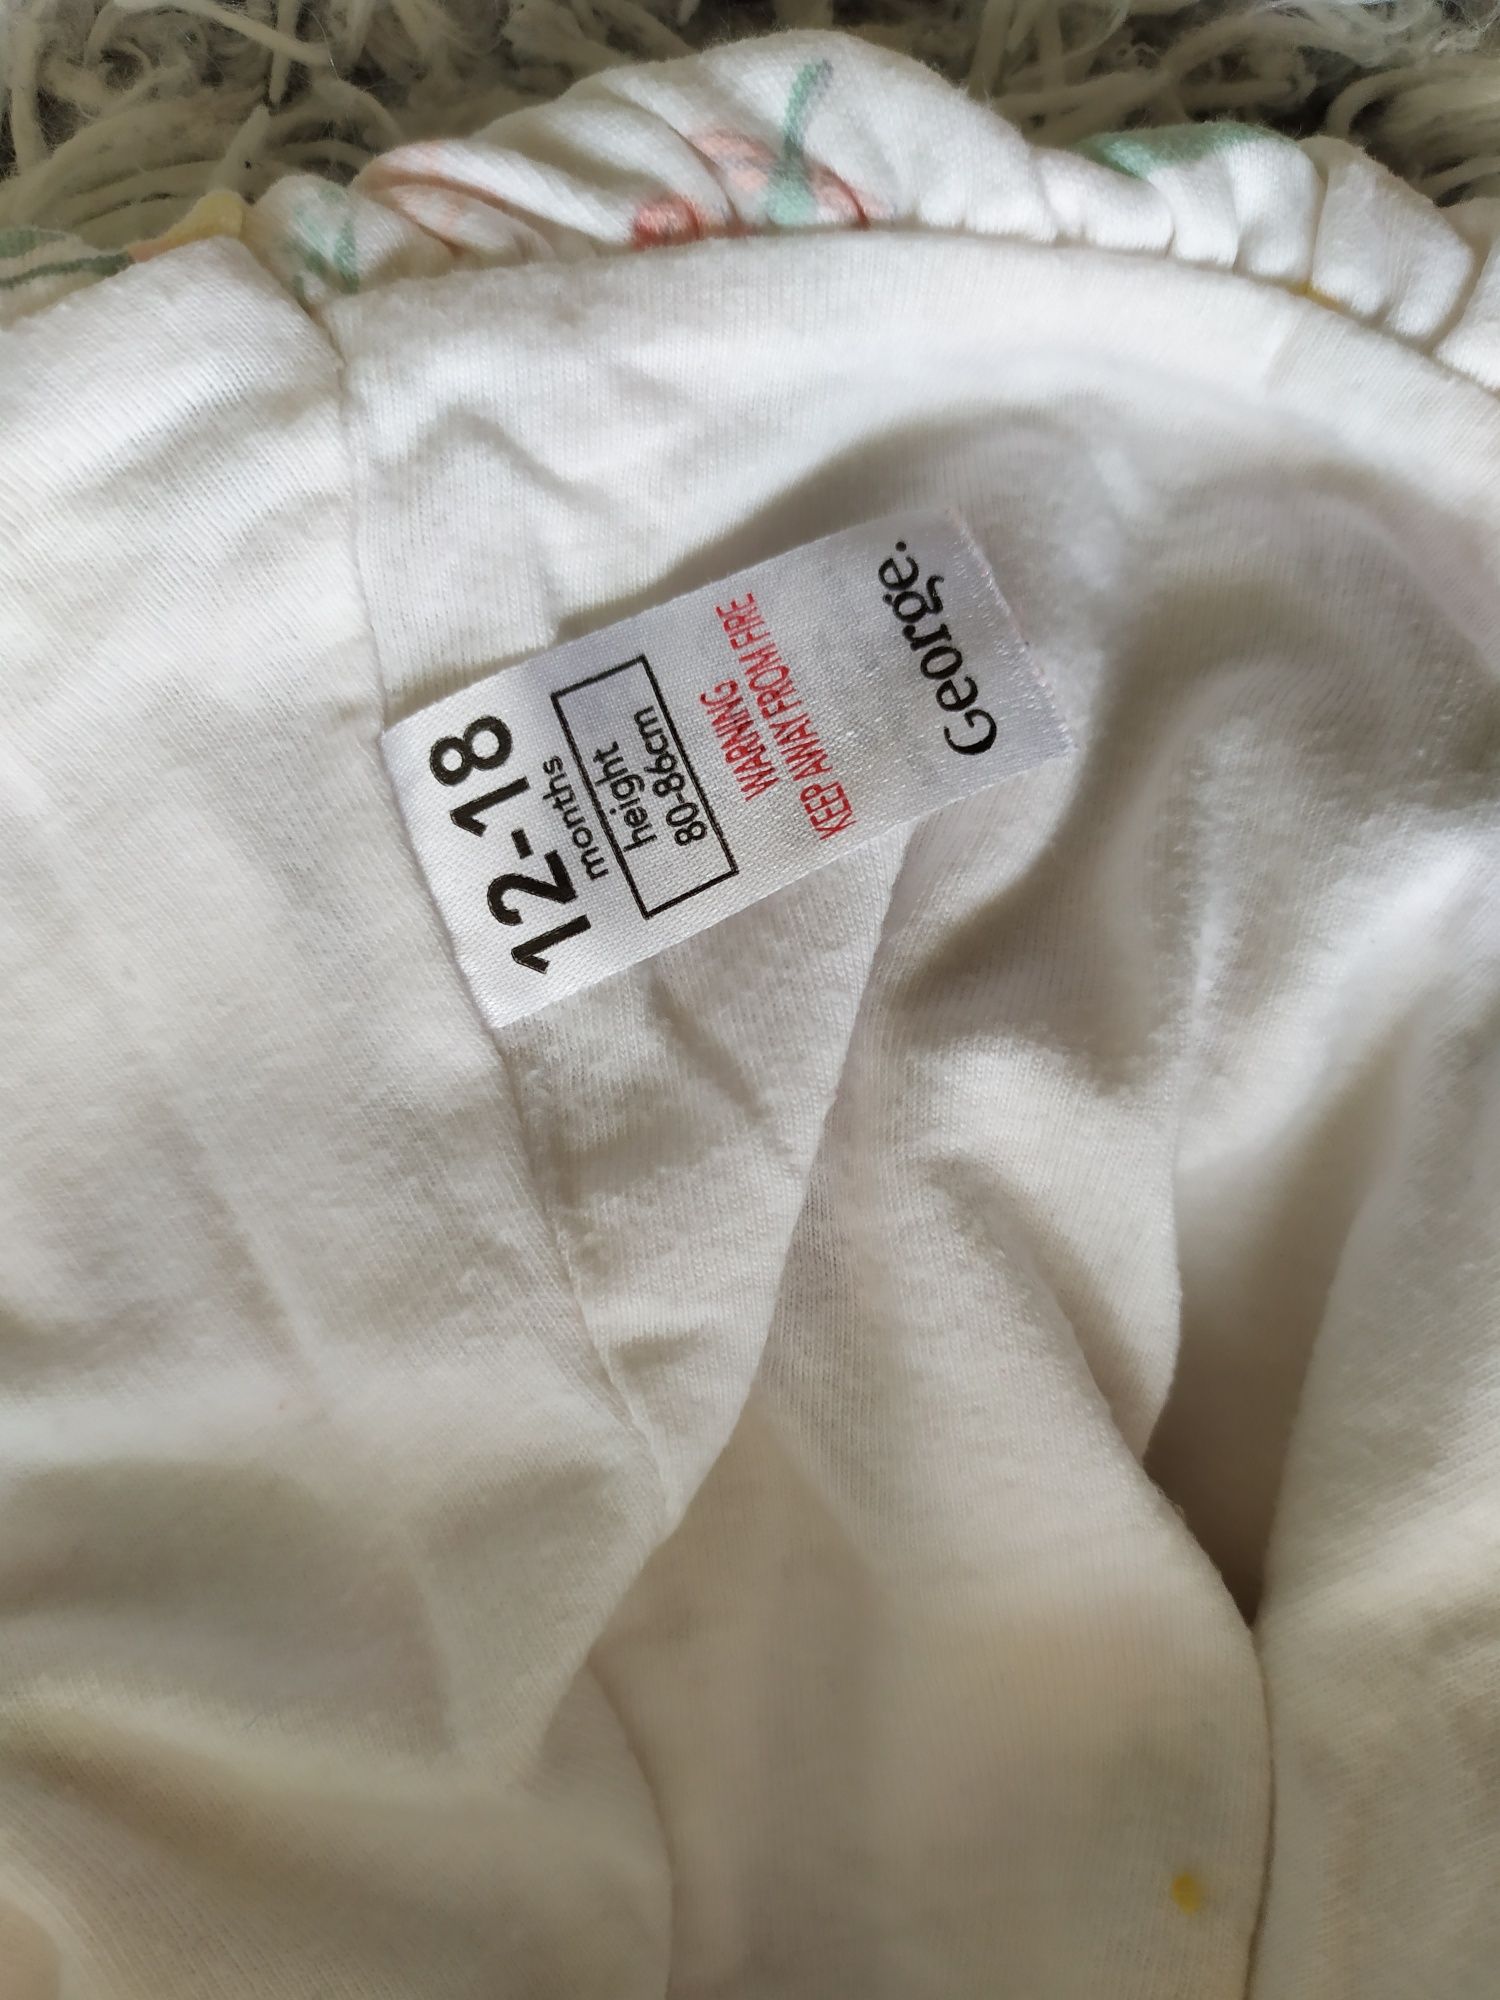 12-18
months
height
80-86cm
WARNING
KEEP AWAY FROM FIRE
George.